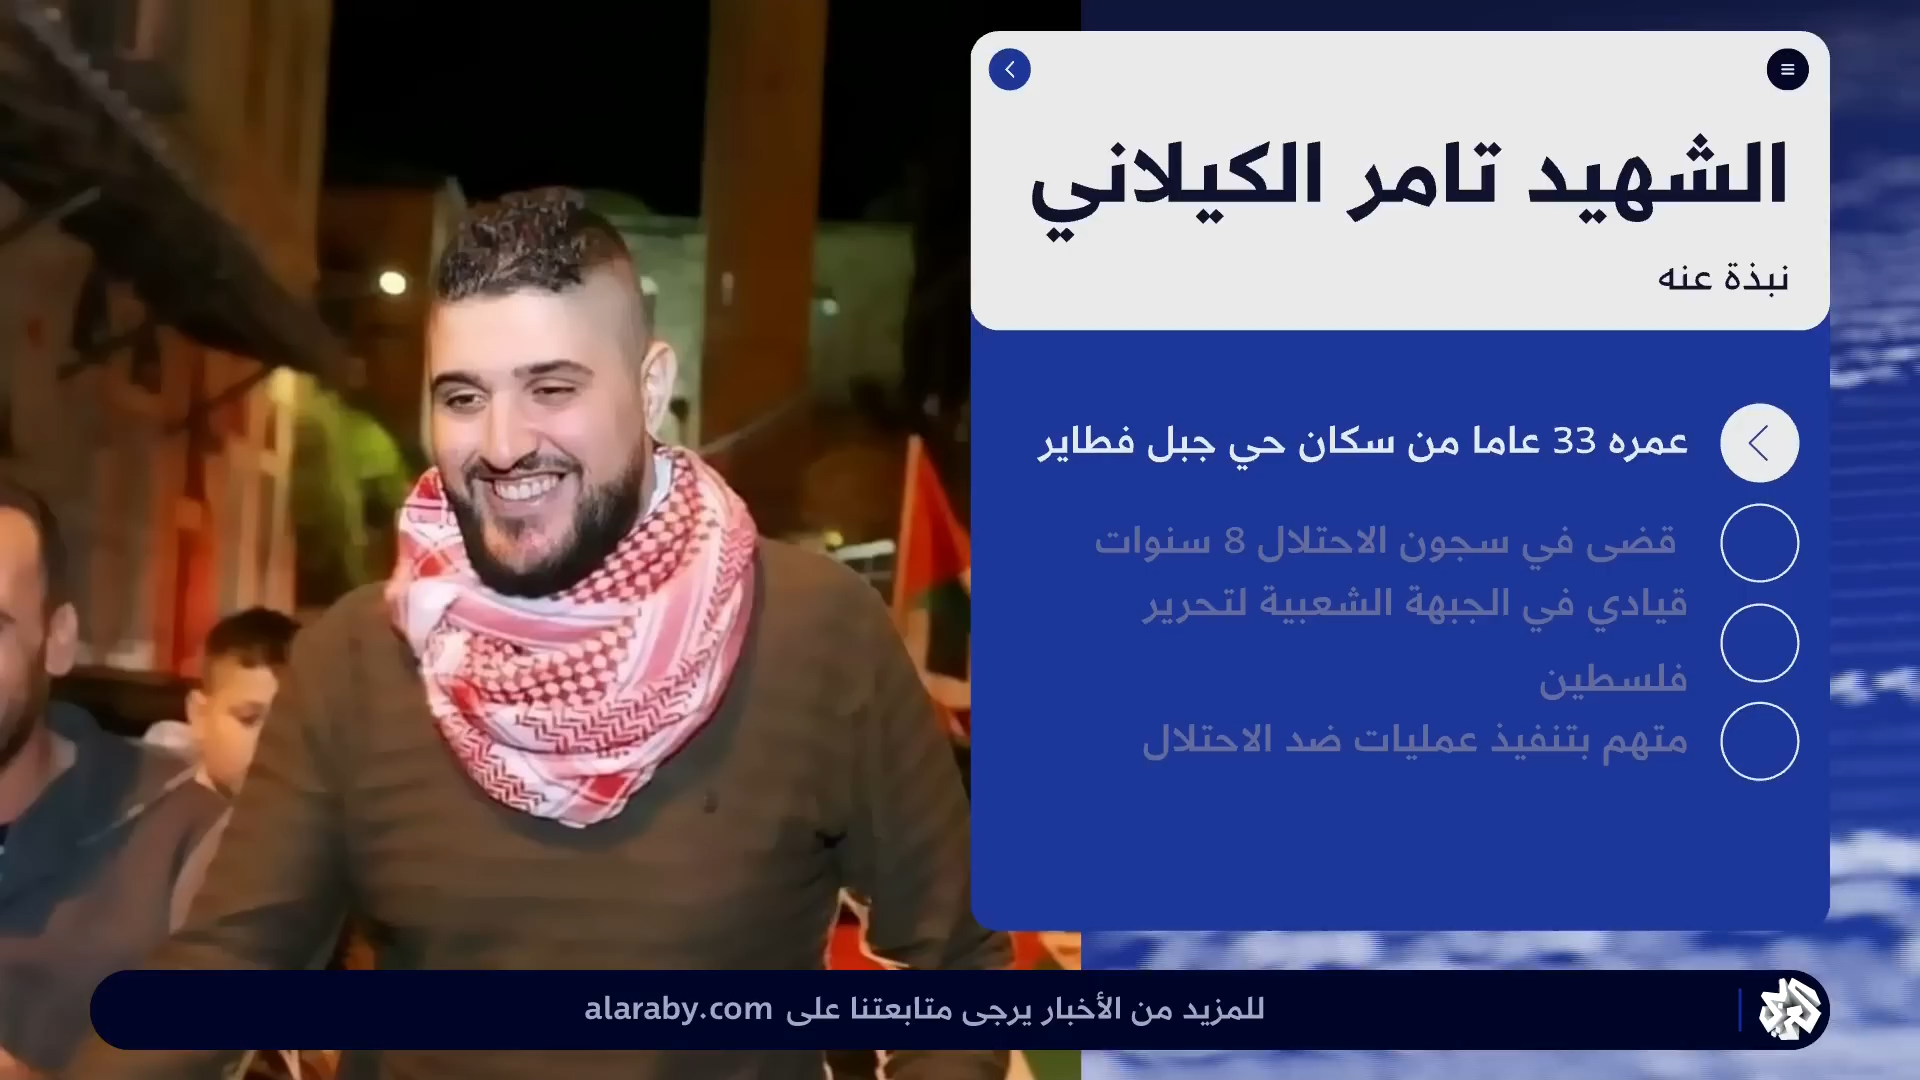 الشهيد تامر الكيلاني
نبذة عنه
عمره 33 عاما من سكان حي جبل فطاير
قضى في سجون الاحتلال 8 سنوات
قيادي في الجبهة الشعبية لتحرير
فلسطين
متهم بتنفيذ عمليات ضد الاحتلال
للمزيد من الأخبار يرجى متابعتنا على alaraby.com